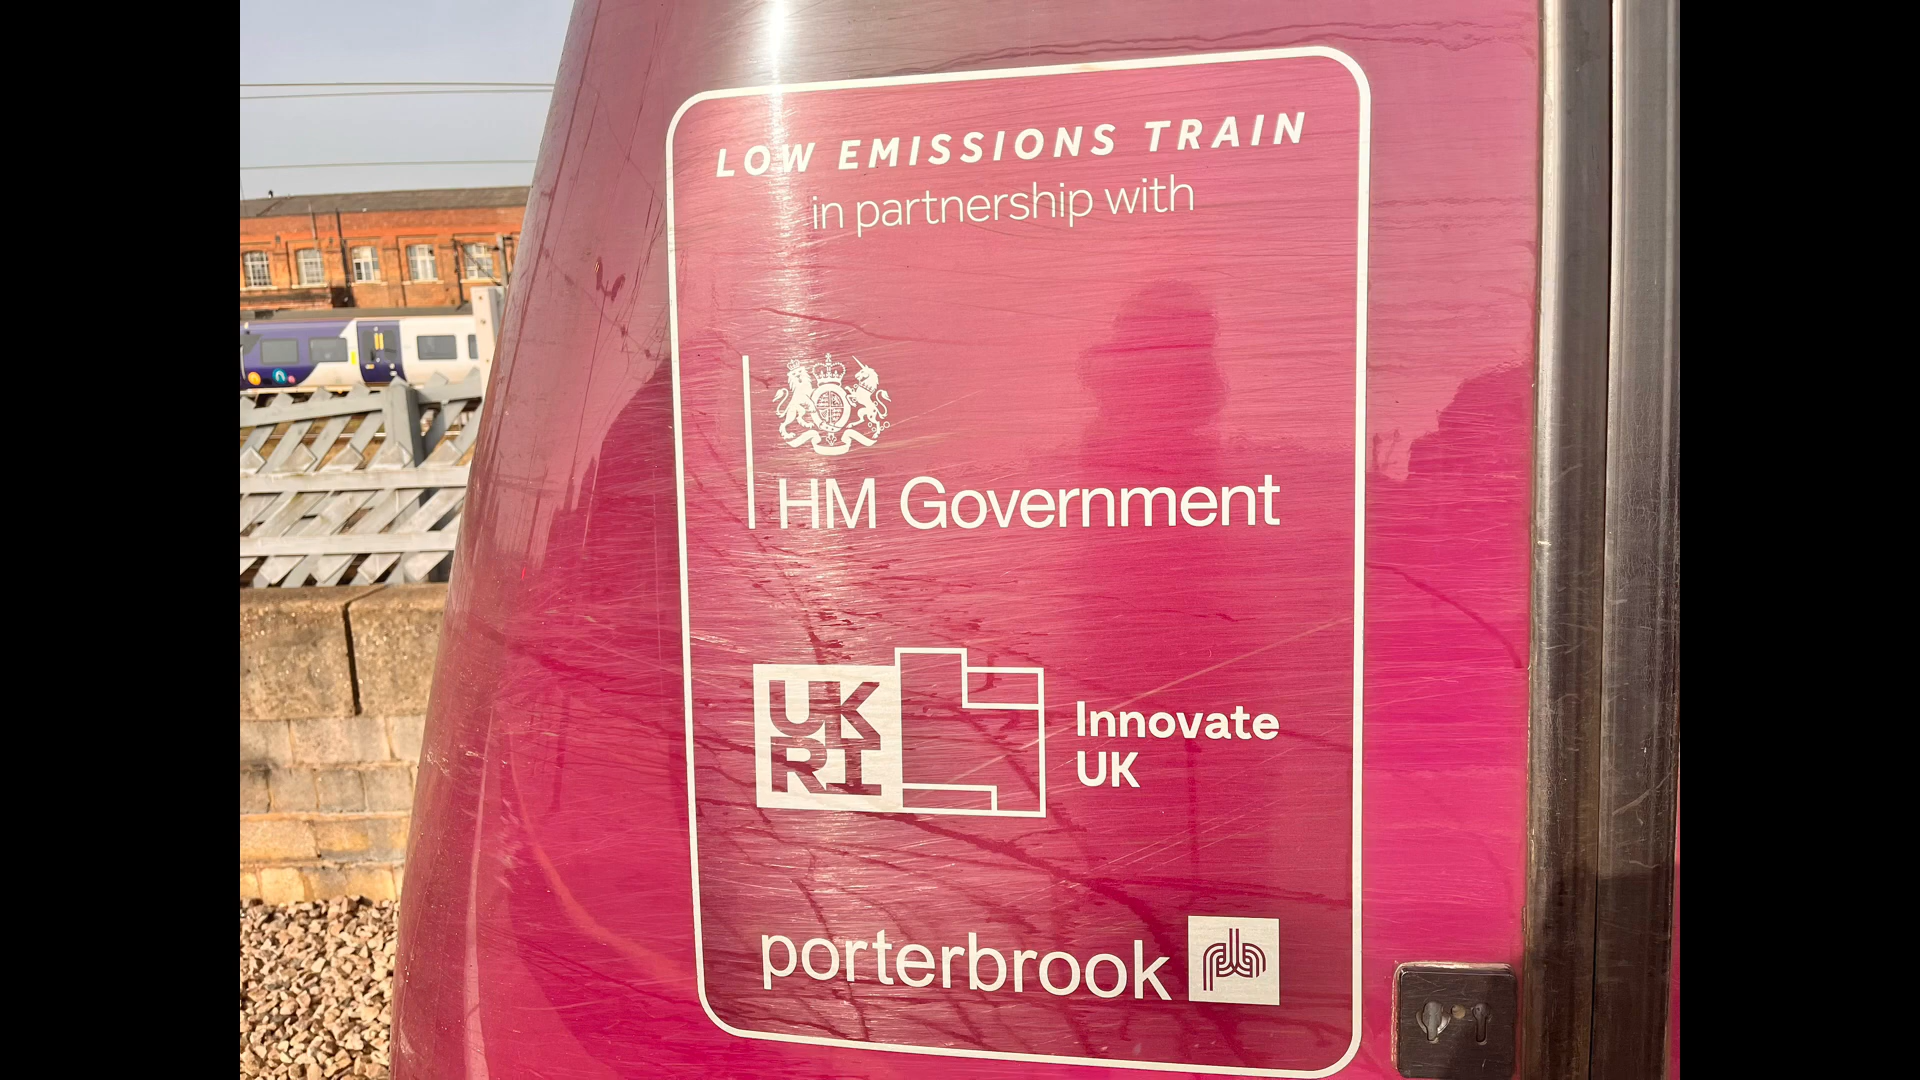 LOW EMISSIONS TRAIN
in partnership with
HM Government
UK
RI
Innovate
UK
porterbrook